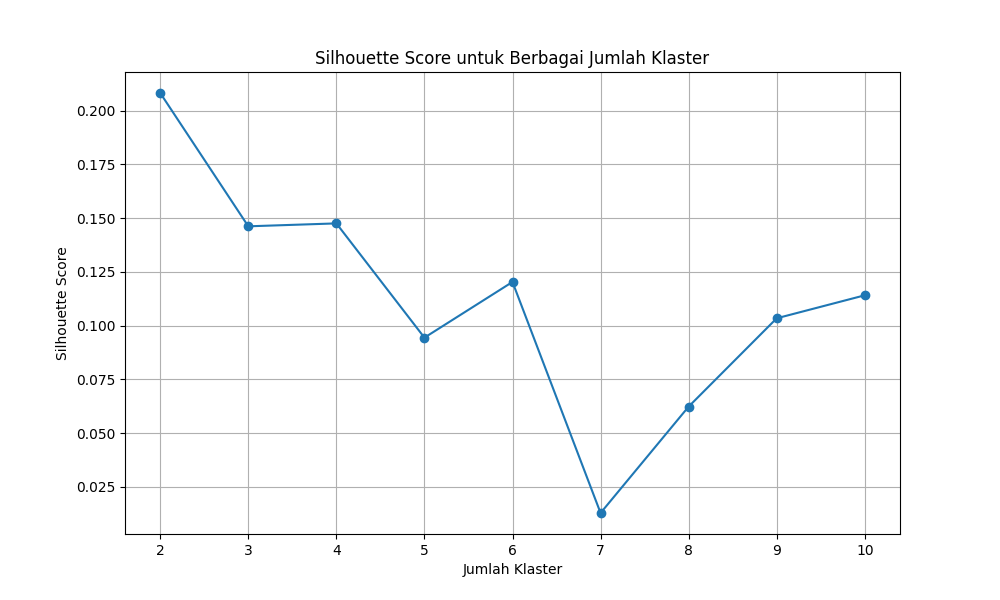 Silhouette Score untuk Berbagai Jumlah Klaster
0.200
0.175
0.150
0.125
0.100
0.075
0.050
0.025
Silhouette Score
2 3 4 5 6 7 8 9 10
Jumlah Klaster